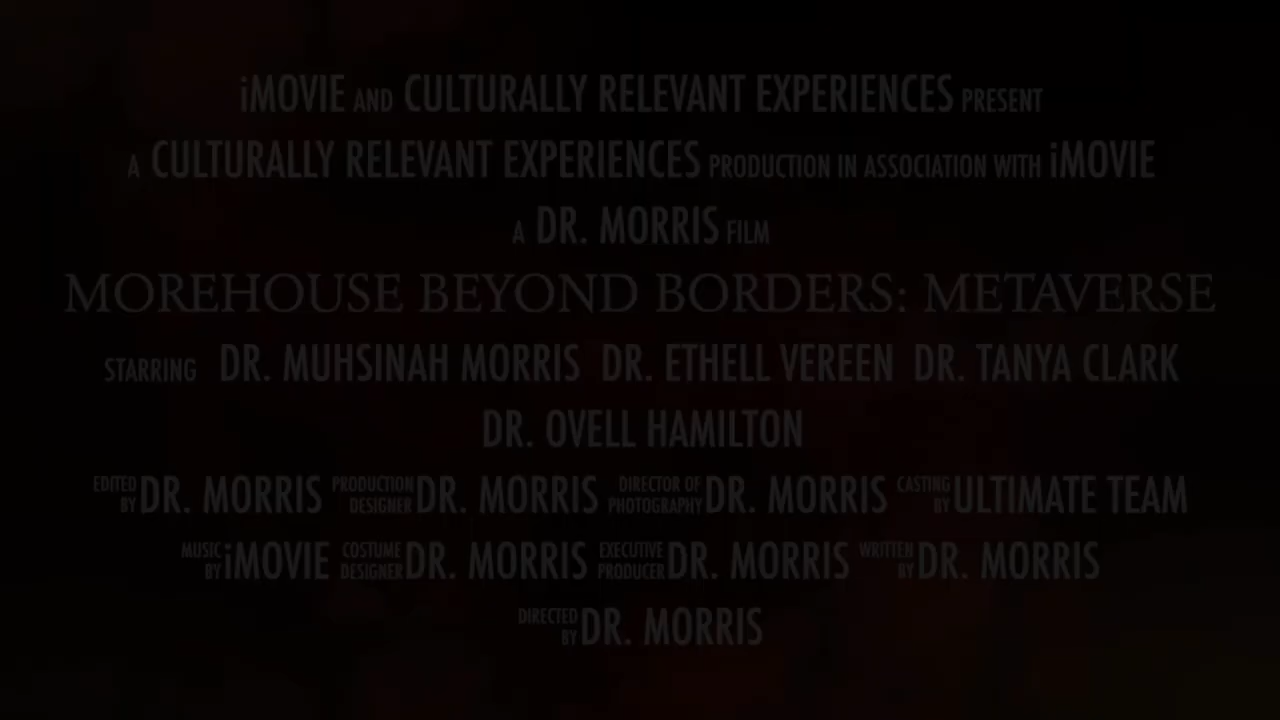 iMOVIE AND CULTURALLY RELEVANT EXPERIENCES PRESENT
A CULTURALLY RELEVANT EXPERIENCES PRODUCTION IN ASSOCIATION WITH iMOVIE
A DR. MORRIS FILM
MOREHOUSE BEYOND BORDERS: METAVERSE
STARRING DR. MUHSINAH MORRIS DR. ETHELL VEREEN DR. TANYA CLARK
DR. OVELL HAMILTON
EDITED BY DR. MORRIS PRODUCTION DESIGNER DR. MORRIS DIRECTOR OF PHOTOGRAPHY DR. MORRIS CASTING BY ULTIMATE TEAM
MUSIC BY iMOVIE COSTUME DESIGNER DR. MORRIS EXECUTIVE PRODUCER DR. MORRIS WRITTEN BY DR. MORRIS
DIRECTED BY DR. MORRIS